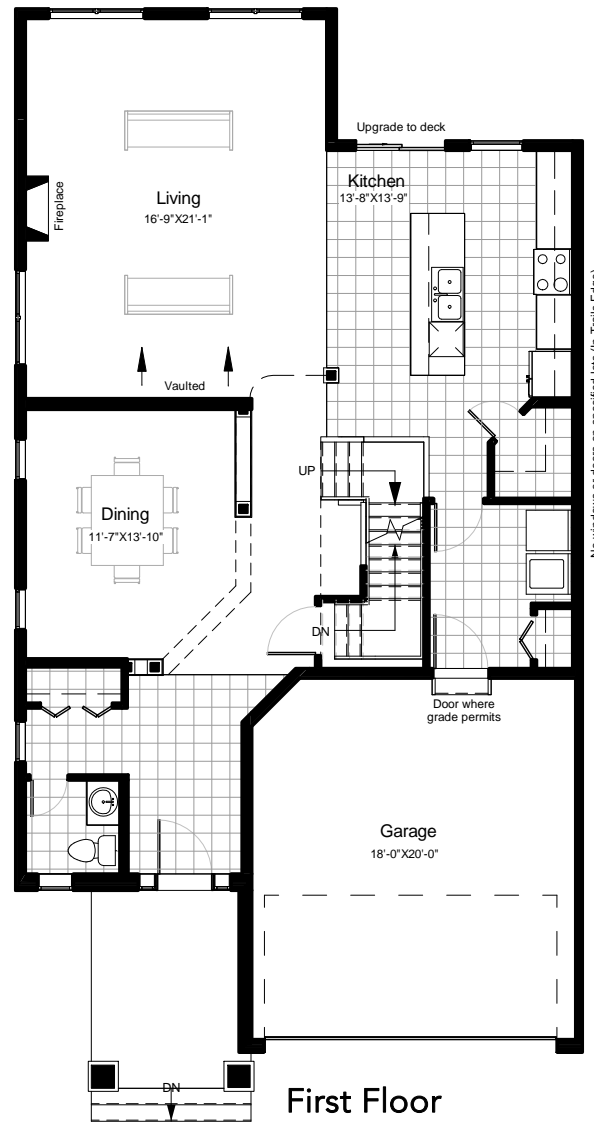 Upgrade to deck
Kitchen
13'-8"X13'-9"
Living
16'-9"X21'-1"
Fireplace
Vaulted
UP
Dining
11'-7"X13'-10"
DN
Door where
grade permits
Garage
18'-0"X20'-0"
DN
First Floor